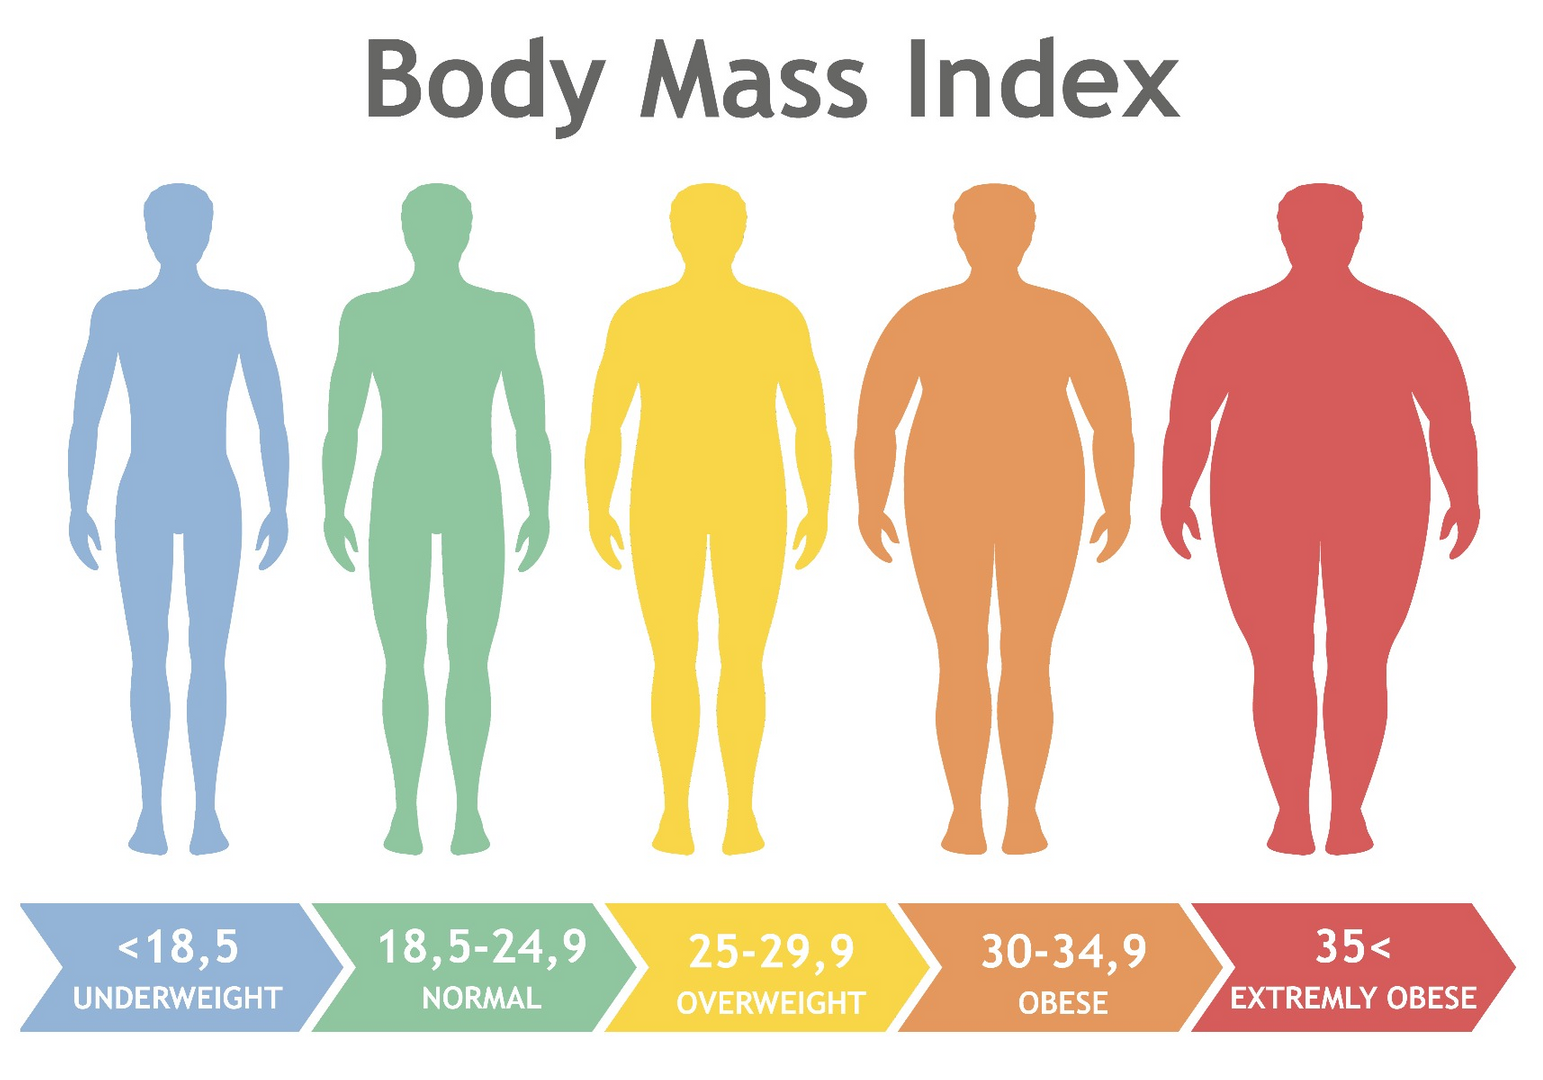 Body Mass Index
<18,5
UNDERWEIGHT
18,5-24,9
NORMAL
25-29,9
OVERWEIGHT
30-34,9
OBESE
35<
EXTREMLY OBESE